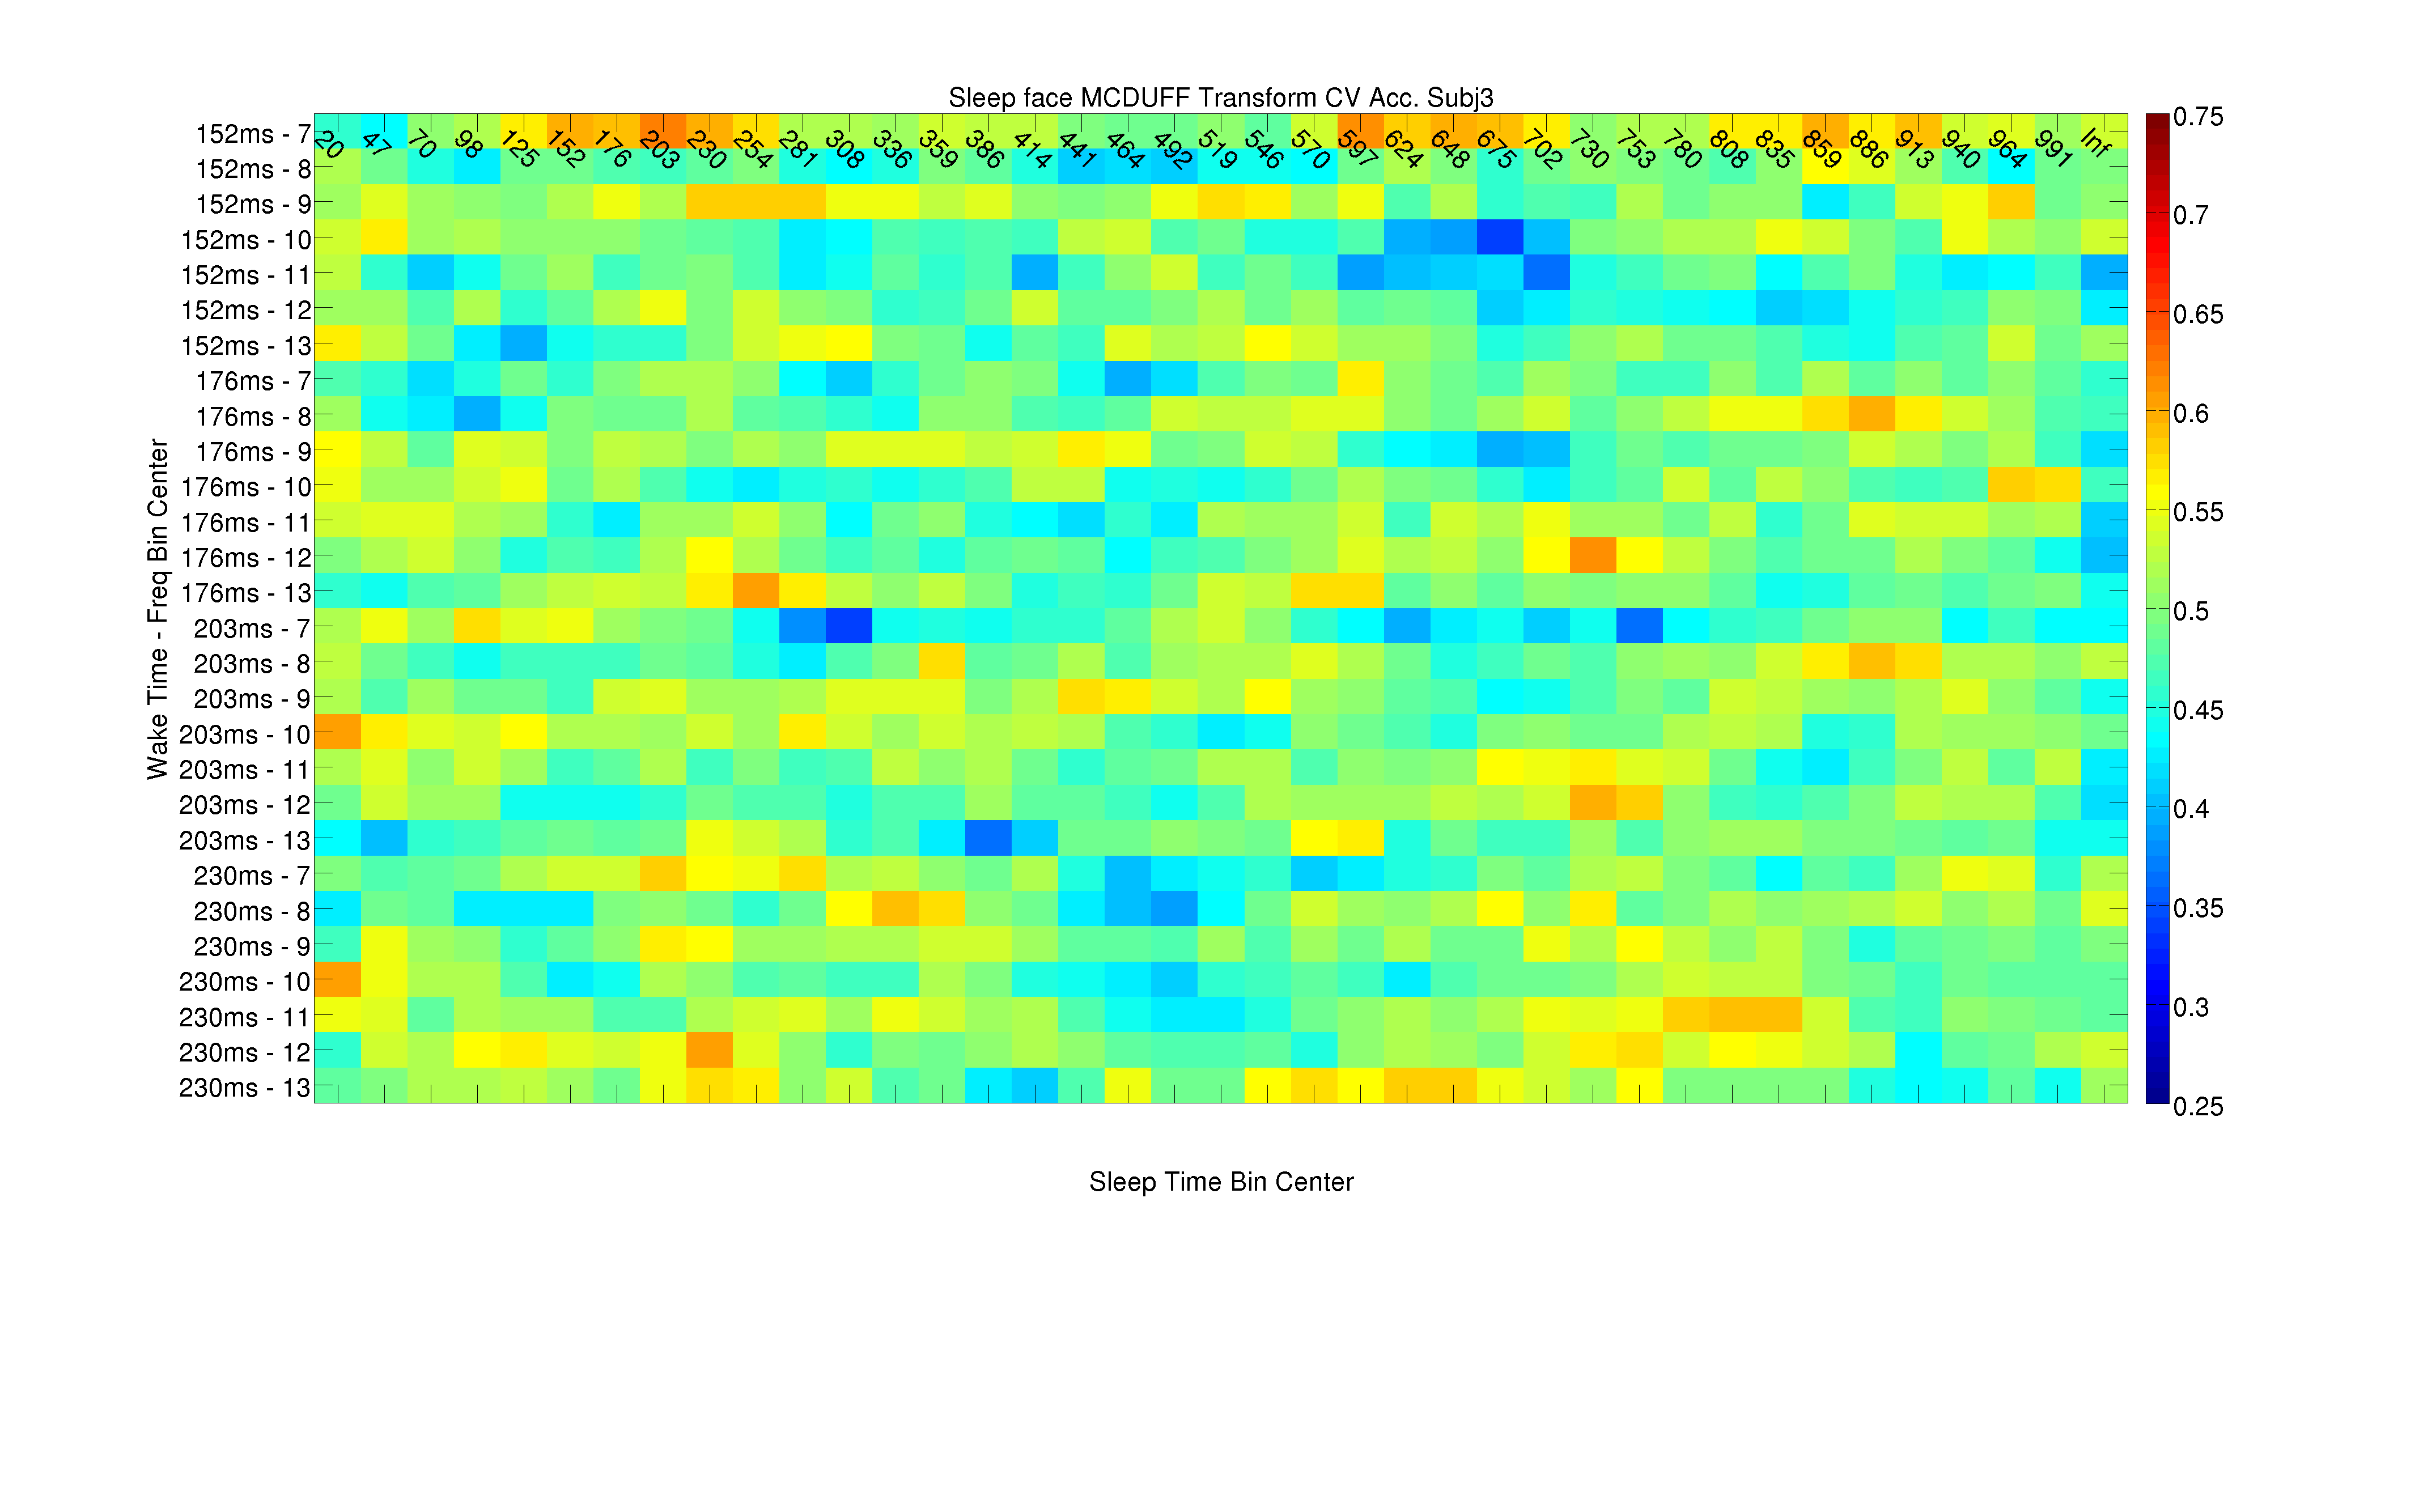 Sleep face MCDUFF Transform CV Acc. Subj3
20 47 70 98 125 152 176 203 230 254 281 308 336 359 386 414 441 464 492 519 546 570 597 624 648 675 702 730 753 780 808 835 859 886 913 940 964 991 Inf
Wake Time - Freq Bin Center
152ms - 7
152ms - 8
152ms - 9
152ms - 10
152ms - 11
152ms - 12
152ms - 13
176ms - 7
176ms - 8
176ms - 9
176ms - 10
176ms - 11
176ms - 12
176ms - 13
203ms - 7
203ms - 8
203ms - 9
203ms - 10
203ms - 11
203ms - 12
203ms - 13
230ms - 7
230ms - 8
230ms - 9
230ms - 10
230ms - 11
230ms - 12
230ms - 13
0.75
0.7
0.65
0.6
0.55
0.5
0.45
0.4
0.35
0.3
0.25
Sleep Time Bin Center